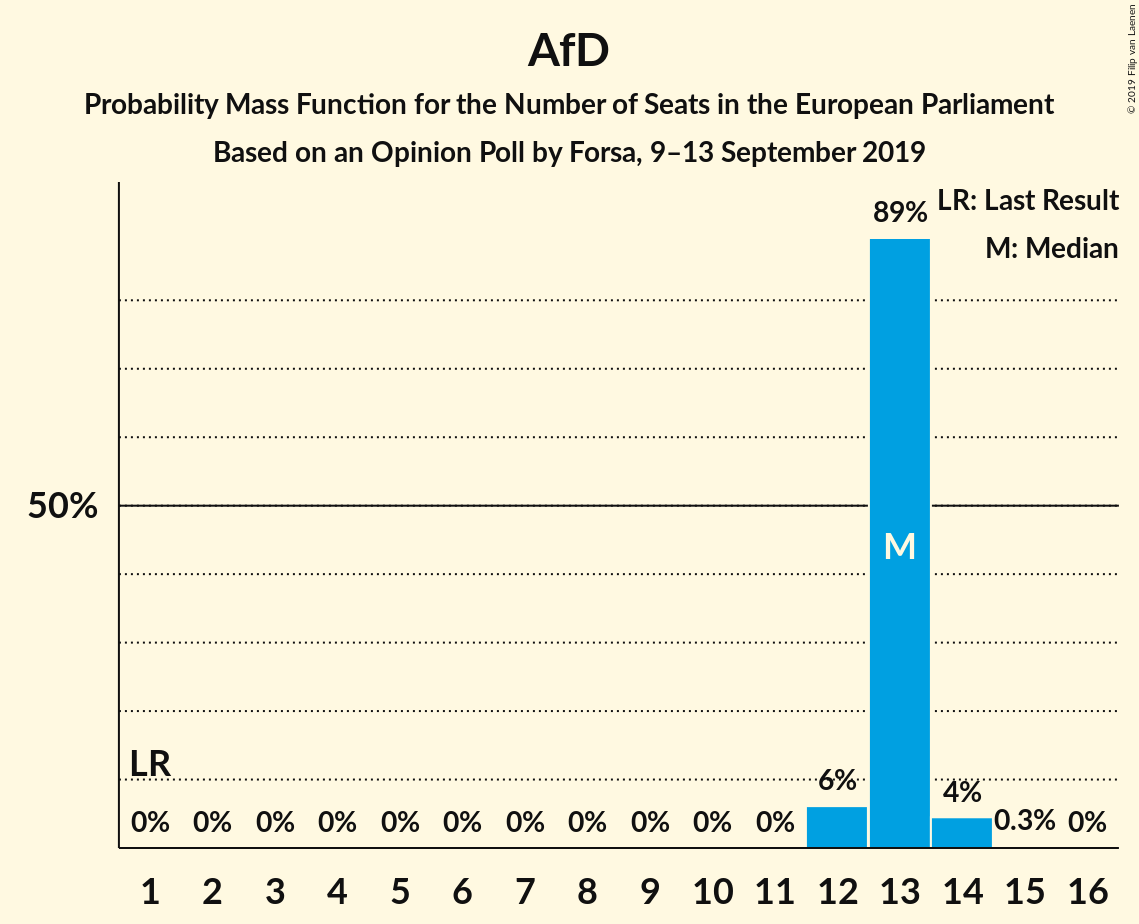 AfD
Probability Mass Function for the Number of Seats in the European Parliament
Based on an Opinion Poll by Forsa, 9–13 September 2019
© 2019 Filip van Laenen
LR: Last Result
M: Median
89%
50%
M
LR
0% 0% 0% 0% 0% 0% 0% 0% 0% 0% 0% 6% 4% 0.3% 0%
1 2 3 4 5 6 7 8 9 10 11 12 13 14 15 16